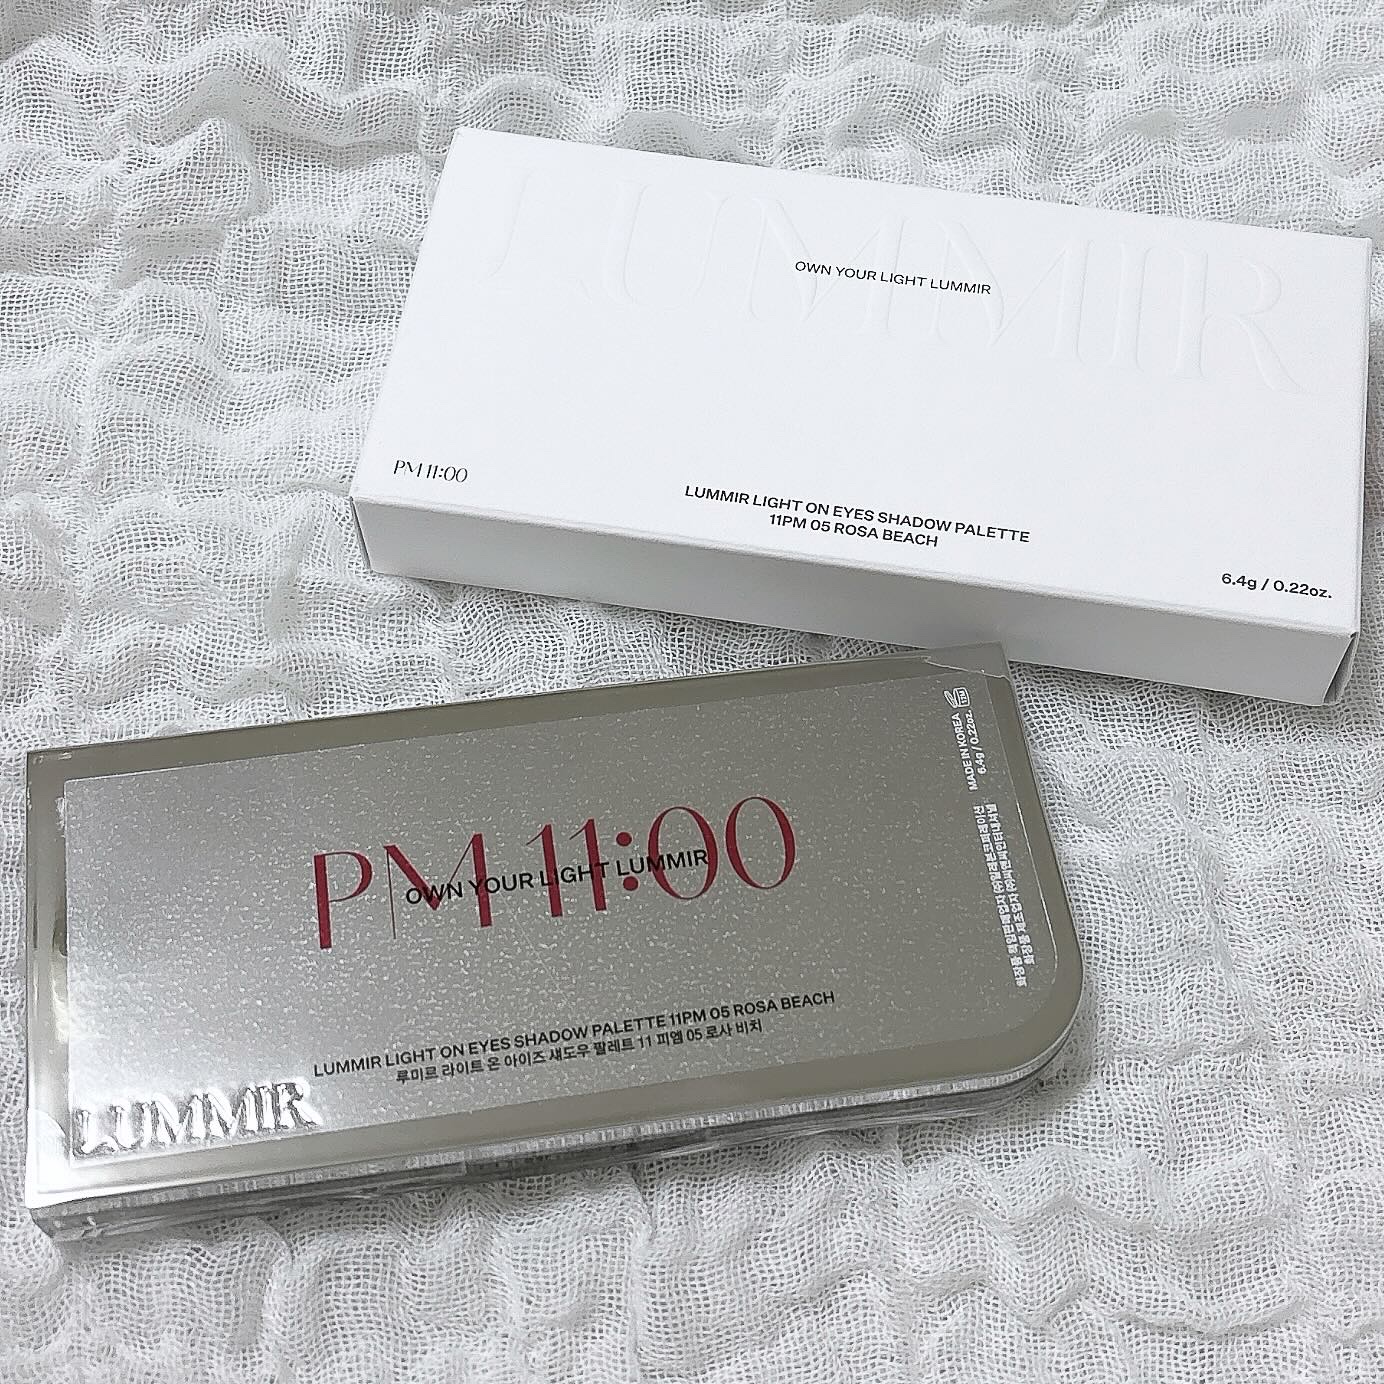 LUMMIR
OWN YOUR LIGHT LUMMIR
PM 11:00
LUMMIR LIGHT ON EYES SHADOW PALETTE
11PM 05 ROSA BEACH
6.4g / 0.22oz.
PM 11:00
OWN YOUR LIGHT LUMMIR
LUMMIR LIGHT ON EYES SHADOW PALETTE 11PM 05 ROSA BEACH
루미르 라이트 온 아이즈 섀도우 팔레트 11 피엠 05 로사 비치
LUMMIR
MADE IN KOREA
6.4g / 0.22oz.
12M